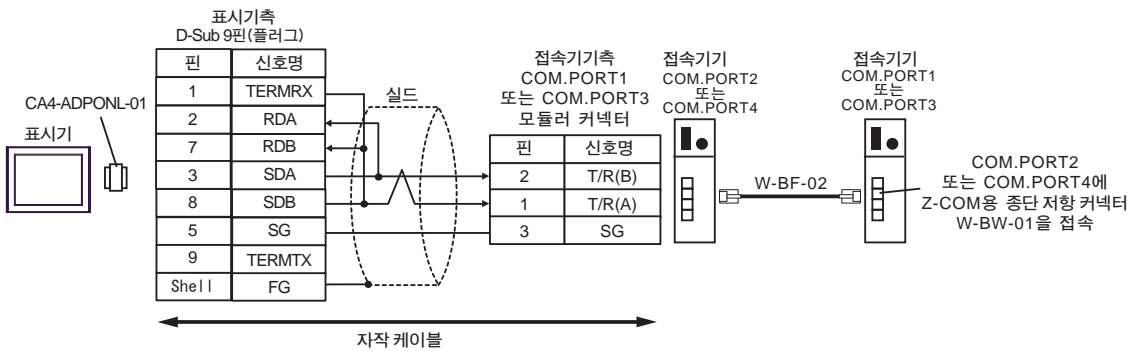 표시기측
D-Sub 9핀(플러그)
핀 신호명
1 TERMRX
2 RDA
7 RDB
3 SDA
8 SDB
5 SG
9 TERMTX
Shell FG
CA4-ADPONL-01
표시기
실드
접속기기측
COM.PORT1
또는 COM.PORT3
모듈러 커넥터
핀 신호명
2 T/R(B)
1 T/R(A)
3 SG
접속기기
COM.PORT2
또는
COM.PORT4
W-BF-02
접속기기
COM.PORT1
또는
COM.PORT3
COM.PORT2
또는 COM.PORT4에
Z-COM용 종단 저항 커넥터
W-BW-01을 접속
자작 케이블